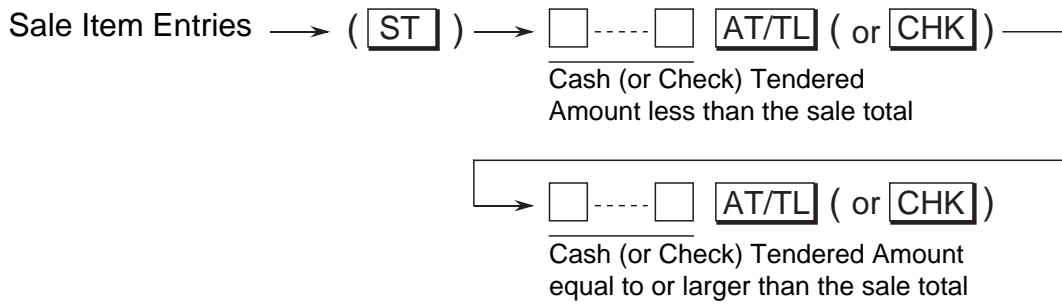 Sale Item Entries ( ST ) AT/TL ( or CHK )
Cash (or Check) Tendered
Amount less than the sale total
AT/TL ( or CHK )
Cash (or Check) Tendered Amount
equal to or larger than the sale total